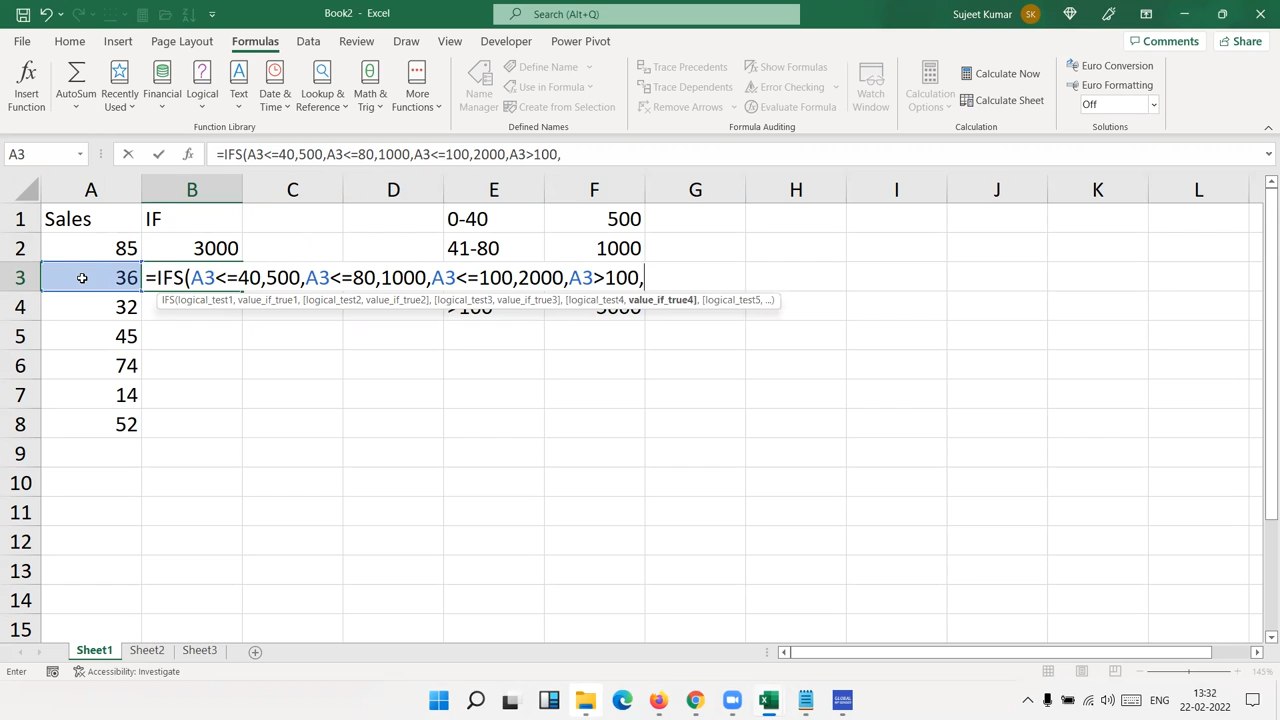 Book2 - Excel
Search (Alt+Q)
Sujeet Kumar
SK
File Home Insert Page Layout Formulas Data Review View Developer Power Pivot
Comments
Share
Insert Function
AutoSum
Recently Used
Financial
Logical
Text
Date & Time
Lookup & Reference
Math & Trig
More Functions
Function Library
Name Manager
Define Name
Use in Formula
Create from Selection
Defined Names
Trace Precedents
Trace Dependents
Remove Arrows
Show Formulas
Error Checking
Evaluate Formula
Formula Auditing
Watch Window
Calculation Options
Calculate Now
Calculate Sheet
Calculation
Euro Conversion
Euro Formatting
Off
Solutions
A3
fx
=IFS(A3<=40,500,A3<=80,1000,A3<=100,2000,A3>100,
A B C D E F G H I J K L
1 Sales IF 0-40 500
2 85 3000 41-80 1000
3 36 =IFS(A3<=40,500,A3<=80,1000,A3<=100,2000,A3>100,
IFS(logical_test1, value_if_true1, [logical_test2, value_if_true2], [logical_test3, value_if_true3], [logical_test4, value_if_true4], [logical_test5, ...)
4 32 >100 3000
5 45
6 74
7 14
8 52
9
10
11
12
13
14
15
Sheet1 Sheet2 Sheet3
Enter
Accessibility: Investigate
145%
GLOBAL
ENG
13:32
22-02-2022